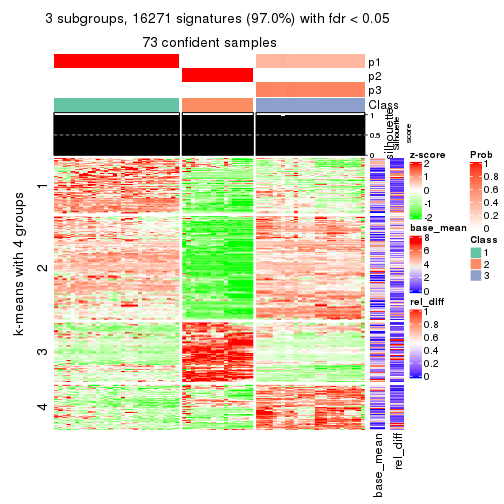 3 subgroups, 16271 signatures (97.0%) with fdr < 0.05
73 confident samples
p1
p2
p3
Class
1
0.5
0
silhouette
Silhouette
score
k-means with 4 groups
1
2
3
4
base_mean
rel_diff
z-score
2
1
0
-1
-2
base_mean
8
6
4
2
0
rel_diff
1
0.8
0.6
0.4
0.2
0
Prob
1
0.8
0.6
0.4
0.2
0
Class
1
2
3